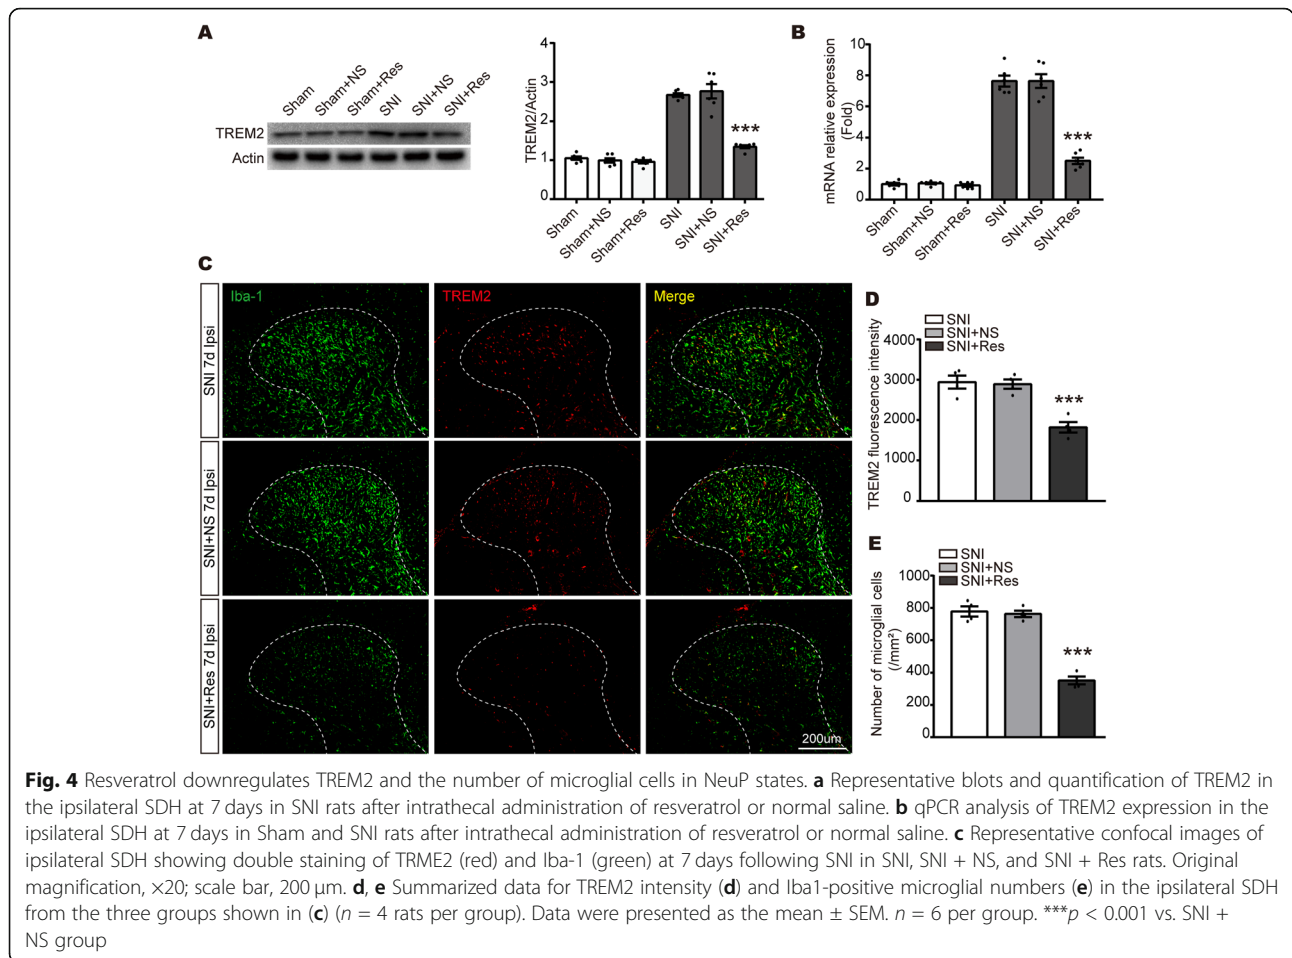 A
Sham
Sham+NS
Sham+Res
SNI
SNI+NS
SNI+Res
TREM2
Actin
TREM2/Actin
4
3
2
1
0
***
Sham
Sham+NS
Sham+Res
SNI
SNI+NS
SNI+Res
B
mRNA relative expression
(Fold)
10
8
6
4
2
0
***
Sham
Sham+NS
Sham+Res
SNI
SNI+NS
SNI+Res
C
Iba-1
TREM2
Merge
SNI 7d Ipsi
SNI+NS 7d Ipsi
SNI+Res 7d Ipsi
200um
D
SNI
SNI+NS
SNI+Res
TREM2 fluorescence intensity
4000
3000
2000
1000
0
***
E
SNI
SNI+NS
SNI+Res
Number of microglial cells
(/mm²)
1000
800
600
400
200
0
***
Fig. 4 Resveratrol downregulates TREM2 and the number of microglial cells in NeuP states. a Representative blots and quantification of TREM2 in
the ipsilateral SDH at 7 days in SNI rats after intrathecal administration of resveratrol or normal saline. b qPCR analysis of TREM2 expression in the
ipsilateral SDH at 7 days in Sham and SNI rats after intrathecal administration of resveratrol or normal saline. c Representative confocal images of
ipsilateral SDH showing double staining of TRME2 (red) and Iba-1 (green) at 7 days following SNI in SNI, SNI + NS, and SNI + Res rats. Original
magnification, ×20; scale bar, 200 μm. d, e Summarized data for TREM2 intensity (d) and Iba1-positive microglial numbers (e) in the ipsilateral SDH
from the three groups shown in (c) (n = 4 rats per group). Data were presented as the mean ± SEM. n = 6 per group. ***p < 0.001 vs. SNI +
NS group